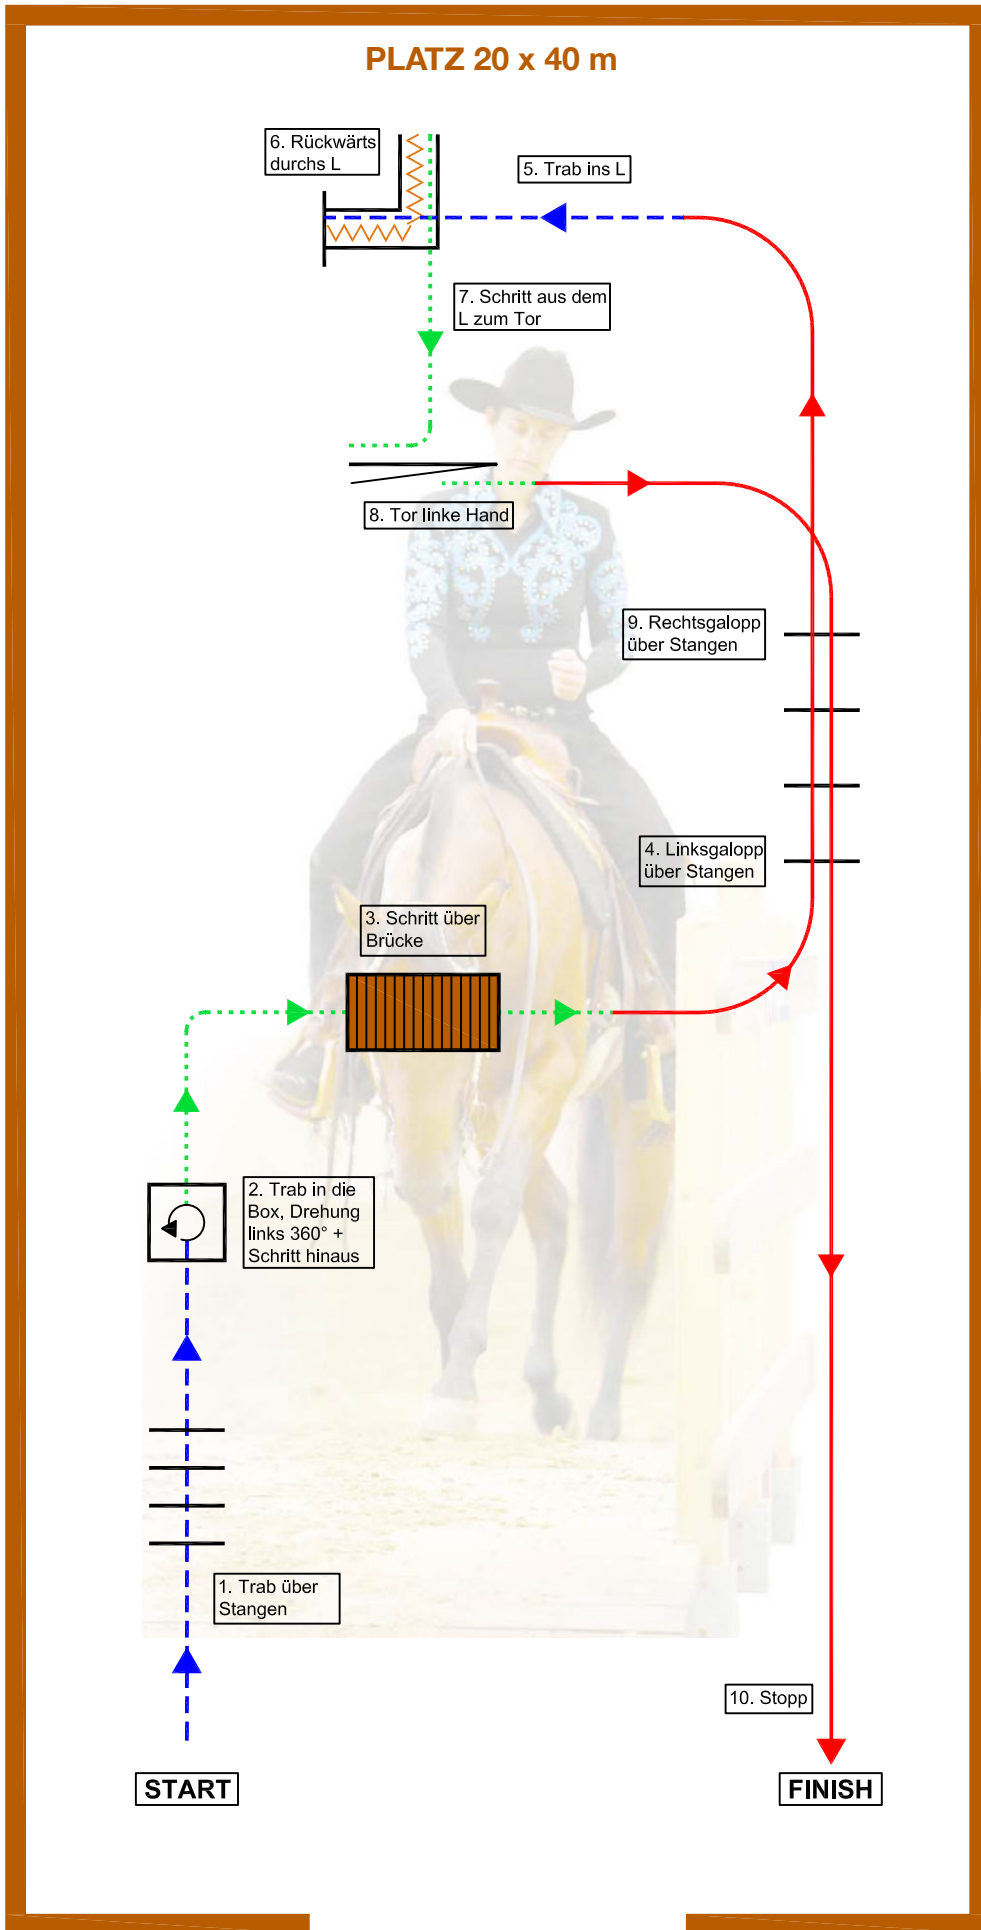 PLATZ 20 x 40 m
6. Rückwärts
durchs L
5. Trab ins L
7. Schritt aus dem
L zum Tor
8. Tor linke Hand
9. Rechtsgalopp
über Stangen
4. Linksgalopp
über Stangen
3. Schritt über
Brücke
2. Trab in die
Box, Drehung
links 360° +
Schritt hinaus
1. Trab über
Stangen
10. Stopp
START
FINISH